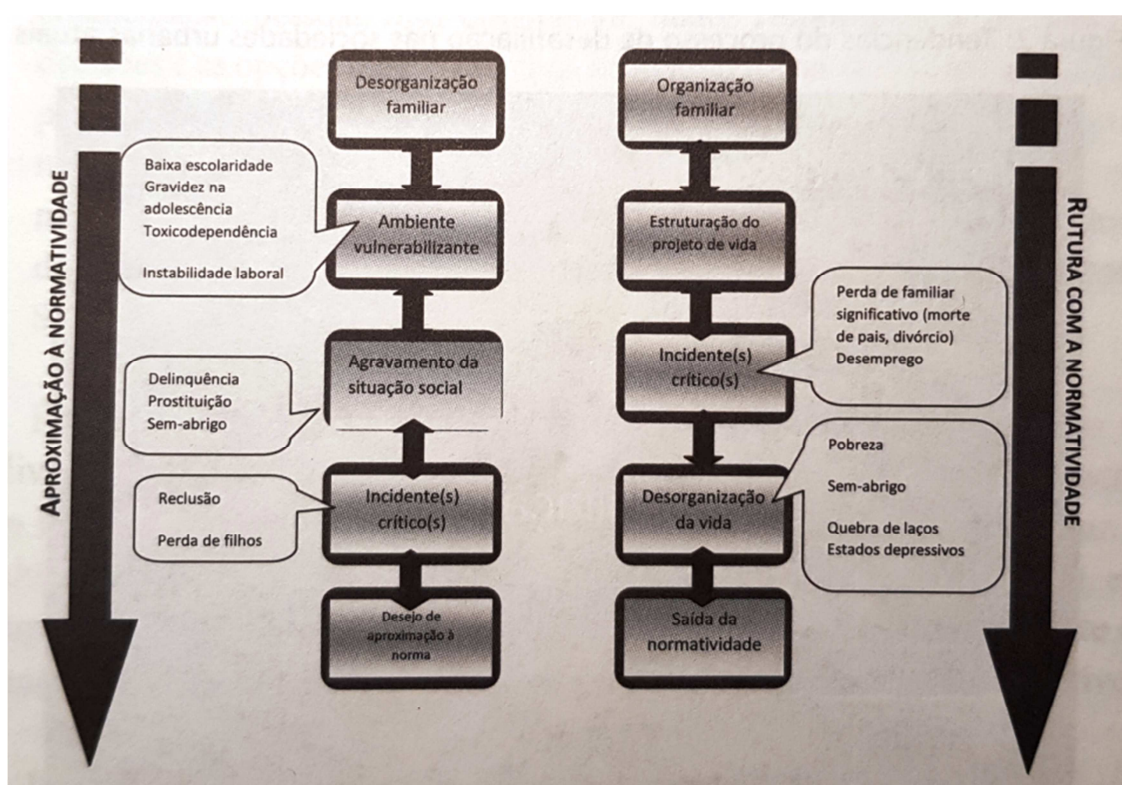 APROXIMAÇÃO À NORMATIVIDADE
Desorganização
familiar
Baixa escolaridade
Gravidez na
adolescência
Toxicodependência
Instabilidade laboral
Ambiente
vulnerabilizante
Delinquência
Prostituição
Sem-abrigo
Agravamento da
situação social
Reclusão
Perda de filhos
Incidente(s)
crítico(s)
Desejo de
aproximação à
norma
Organização
familiar
Estruturação do
projeto de vida
Incidente(s)
crítico(s)
Perda de familiar
significativo (morte
de pais, divórcio)
Desemprego
Desorganização
da vida
Pobreza
Sem-abrigo
Quebra de laços
Estados depressivos
Saída da
normatividade
RUTURA COM A NORMATIVIDADE